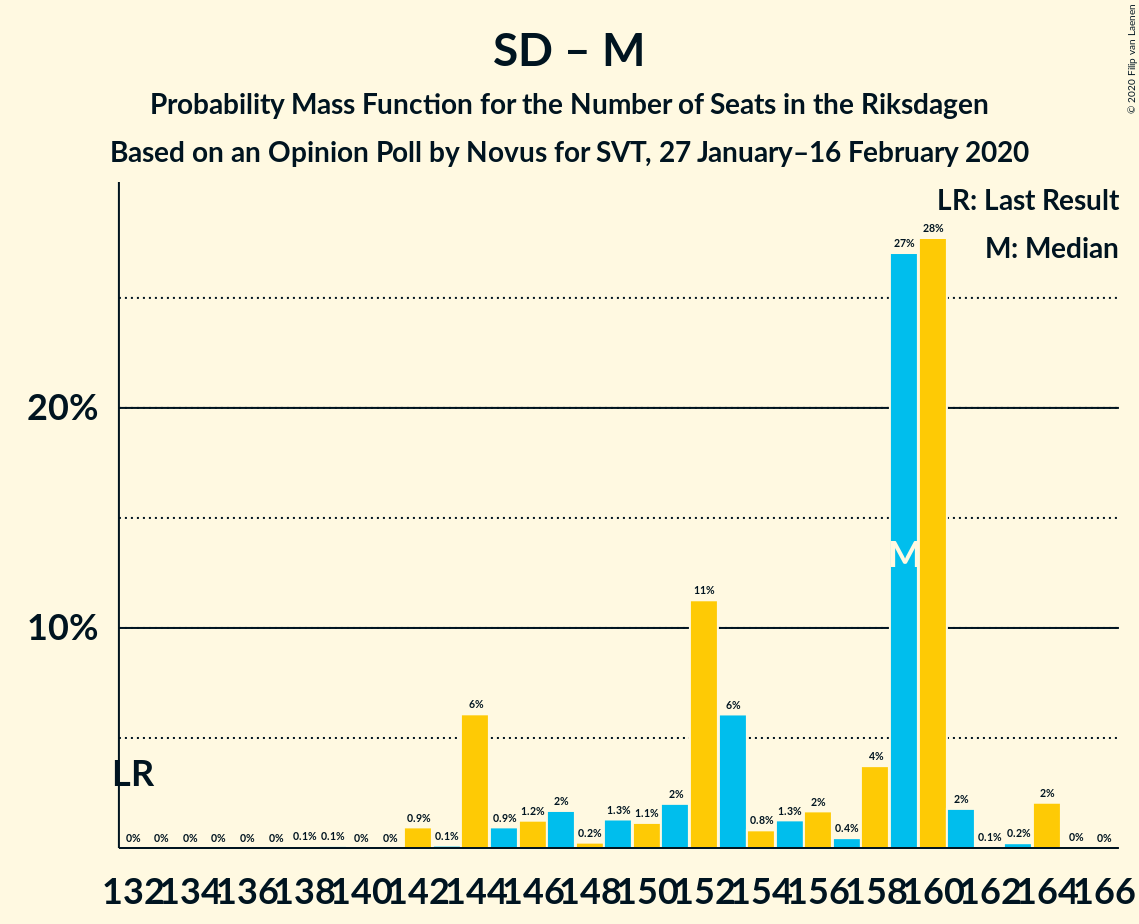 SD – M
Probability Mass Function for the Number of Seats in the Riksdagen
Based on an Opinion Poll by Novus for SVT, 27 January–16 February 2020
© 2020 Filip van Laenen
LR: Last Result
M: Median
20%
10%
LR
M
0% 0% 0% 0% 0% 0% 0.1% 0.1% 0% 0% 0.9% 0.1% 6% 0.9% 1.2% 2% 0.2% 1.3% 1.1% 2% 11% 6% 0.8% 1.3% 2% 0.4% 4% 27% 28% 2% 0.1% 0.2% 2% 0% 0%
132 134 136 138 140 142 144 146 148 150 152 154 156 158 160 162 164 166